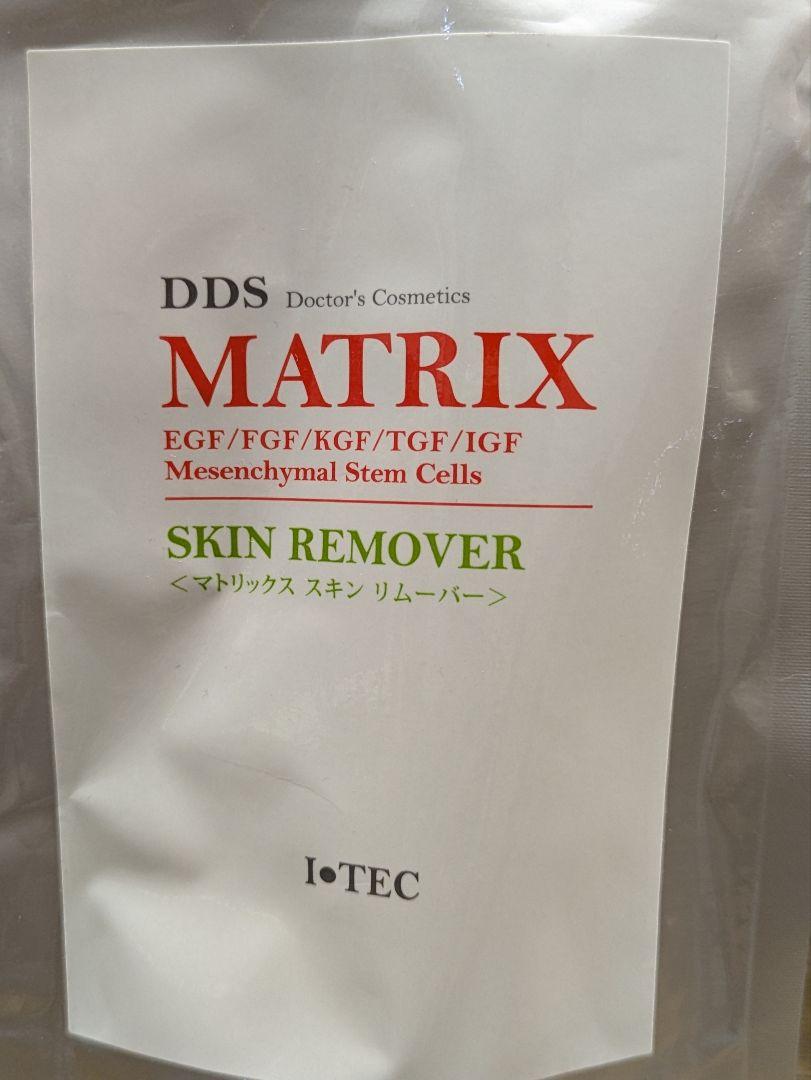 DDS Doctor's Cosmetics
MATRIX
EGF/FGF/KGF/TGF/IGF
Mesenchymal Stem Cells
SKIN REMOVER
<マトリックス スキン リムーバー>
I●TEC